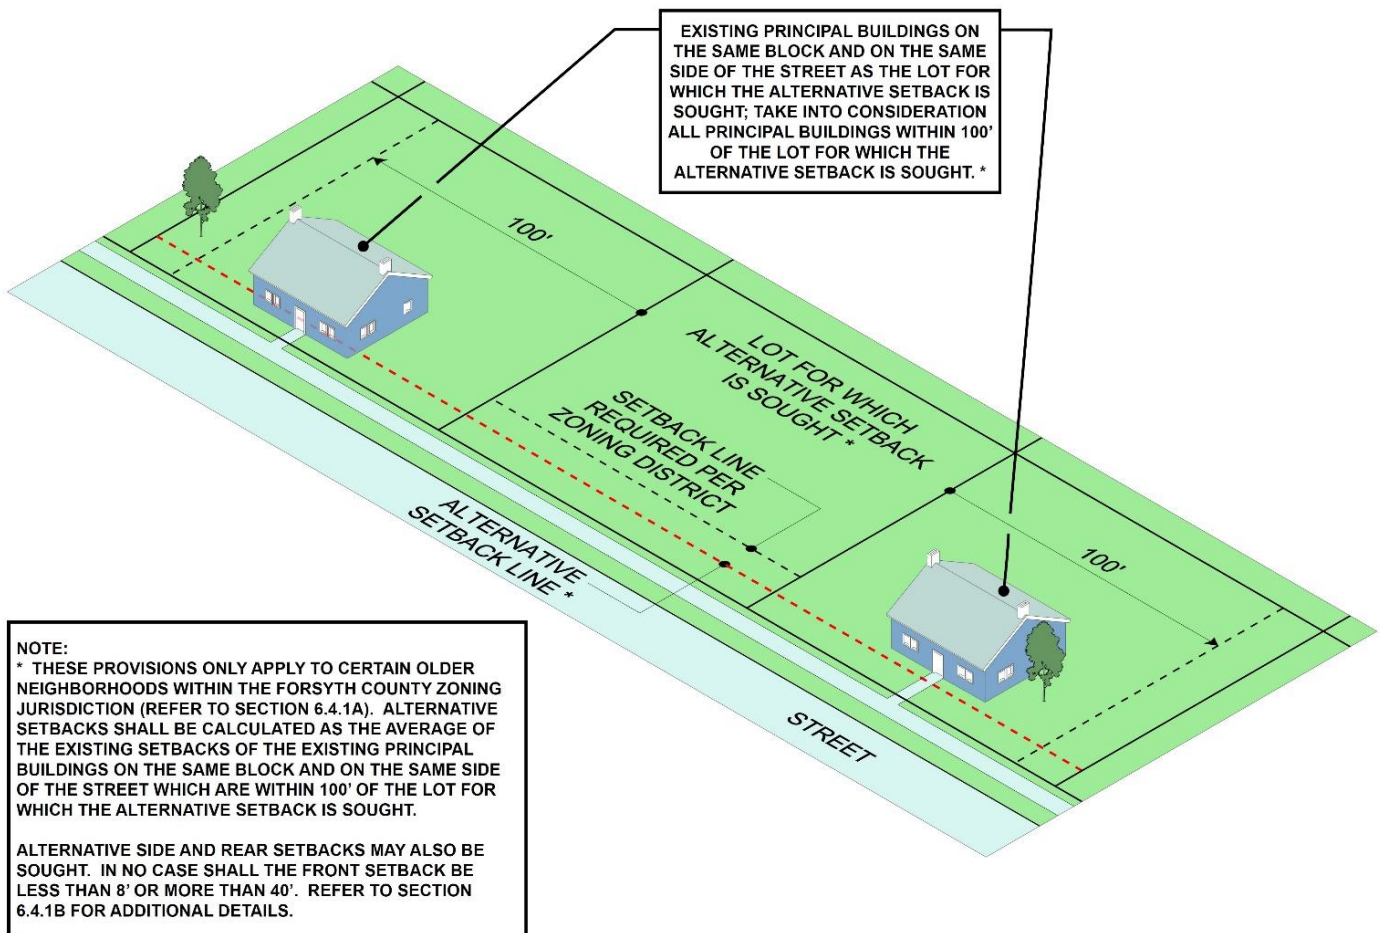 EXISTING PRINCIPAL BUILDINGS ON
THE SAME BLOCK AND ON THE SAME
SIDE OF THE STREET AS THE LOT FOR
WHICH THE ALTERNATIVE SETBACK IS
SOUGHT; TAKE INTO CONSIDERATION
ALL PRINCIPAL BUILDINGS WITHIN 100'
OF THE LOT FOR WHICH THE
ALTERNATIVE SETBACK IS SOUGHT. *
100'
LOT FOR WHICH
ALTERNATIVE SETBACK
IS SOUGHT *
SETBACK LINE
REQUIRED PER
ZONING DISTRICT
ALTERNATIVE
SETBACK LINE *
100'
STREET
NOTE:
* THESE PROVISIONS ONLY APPLY TO CERTAIN OLDER
NEIGHBORHOODS WITHIN THE FORSYTH COUNTY ZONING
JURISDICTION (REFER TO SECTION 6.4.1A). ALTERNATIVE
SETBACKS SHALL BE CALCULATED AS THE AVERAGE OF
THE EXISTING SETBACKS OF THE EXISTING PRINCIPAL
BUILDINGS ON THE SAME BLOCK AND ON THE SAME SIDE
OF THE STREET WHICH ARE WITHIN 100' OF THE LOT FOR
WHICH THE ALTERNATIVE SETBACK IS SOUGHT.
ALTERNATIVE SIDE AND REAR SETBACKS MAY ALSO BE
SOUGHT. IN NO CASE SHALL THE FRONT SETBACK BE
LESS THAN 8' OR MORE THAN 40'. REFER TO SECTION
6.4.1B FOR ADDITIONAL DETAILS.